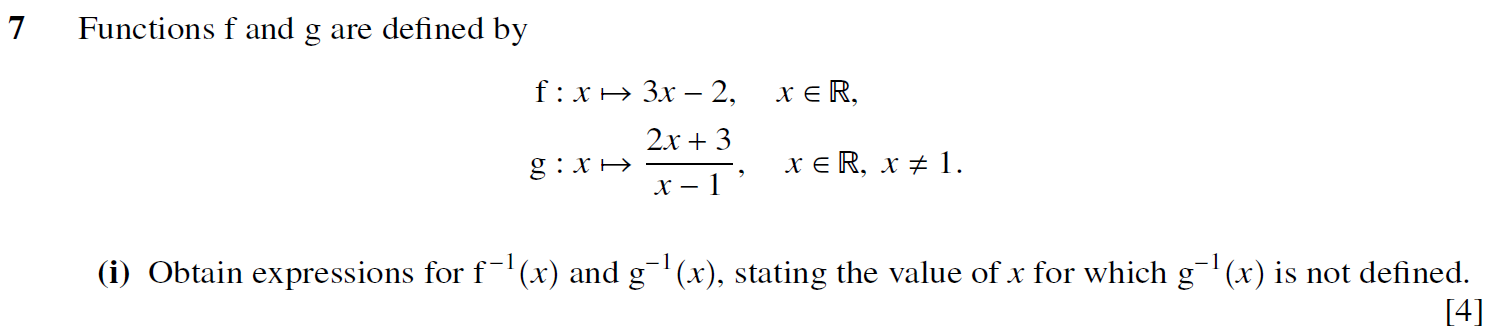 7 Functions f and g are defined by
f : x ↦ 3x − 2, x ∈ ℝ,
g : x ↦ (2x + 3)/(x − 1), x ∈ ℝ, x ≠ 1.
(i) Obtain expressions for f⁻¹(x) and g⁻¹(x), stating the value of x for which g⁻¹(x) is not defined.
[4]